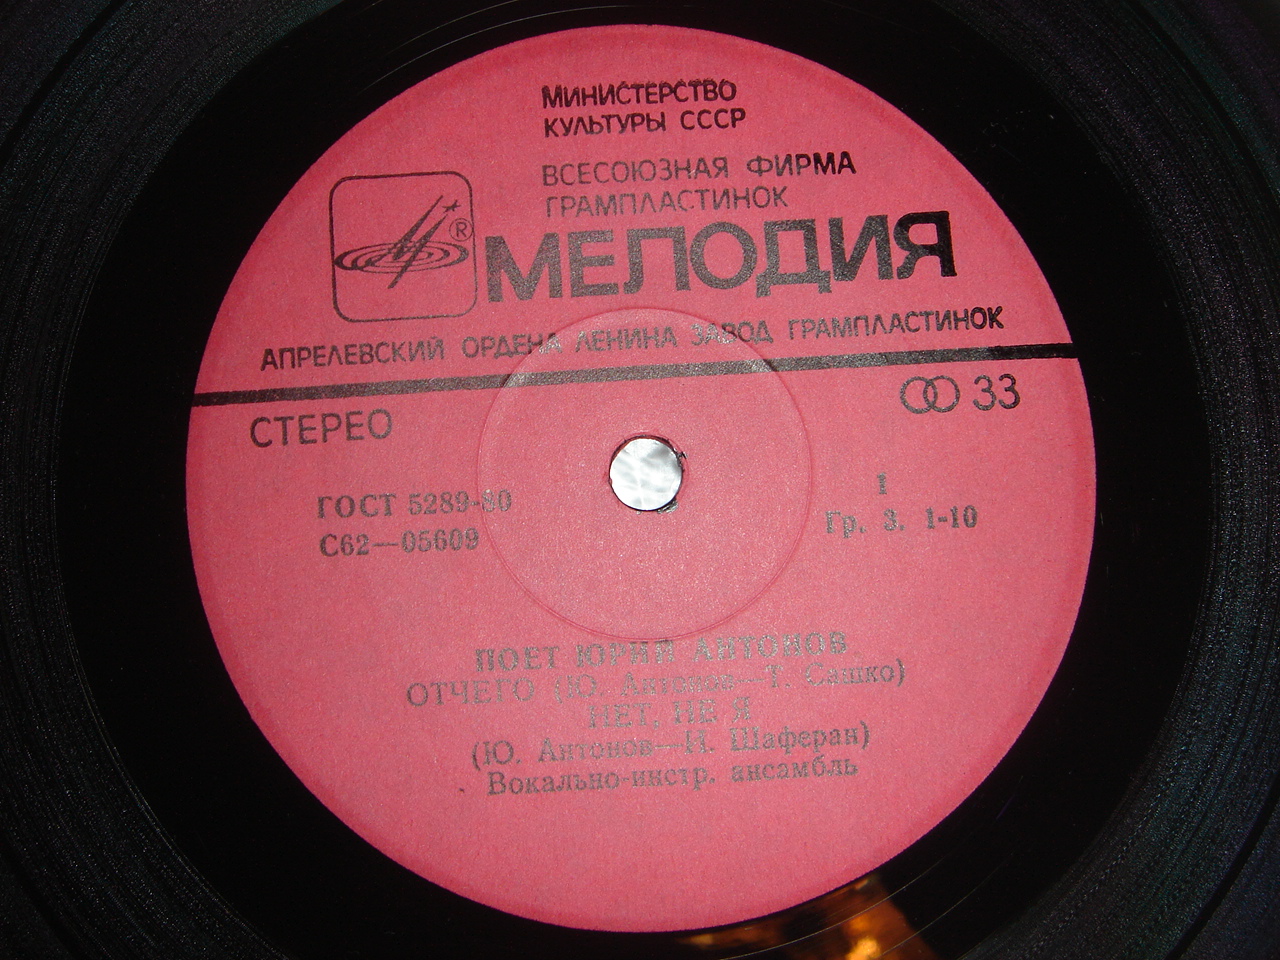 МИНИСТЕРСТВО
КУЛЬТУРЫ СССР
ВСЕСОЮЗНАЯ ФИРМА
ГРАМПЛАСТИНОК
® МЕЛОДИЯ
АПРЕЛЕВСКИЙ ОРДЕНА ЛЕНИНА ЗАВОД ГРАМПЛАСТИНОК
СТЕРЕО 33
ГОСТ 5289-80 1
С62—05609 Гр. 3. 1-10
ПОЕТ ЮРИЙ АНТОНОВ
ОТЧЕГО (Ю. Антонов—Т. Сашко)
НЕТ, НЕ Я
(Ю. Антонов—И. Шаферан)
Вокально-инстр. ансамбль